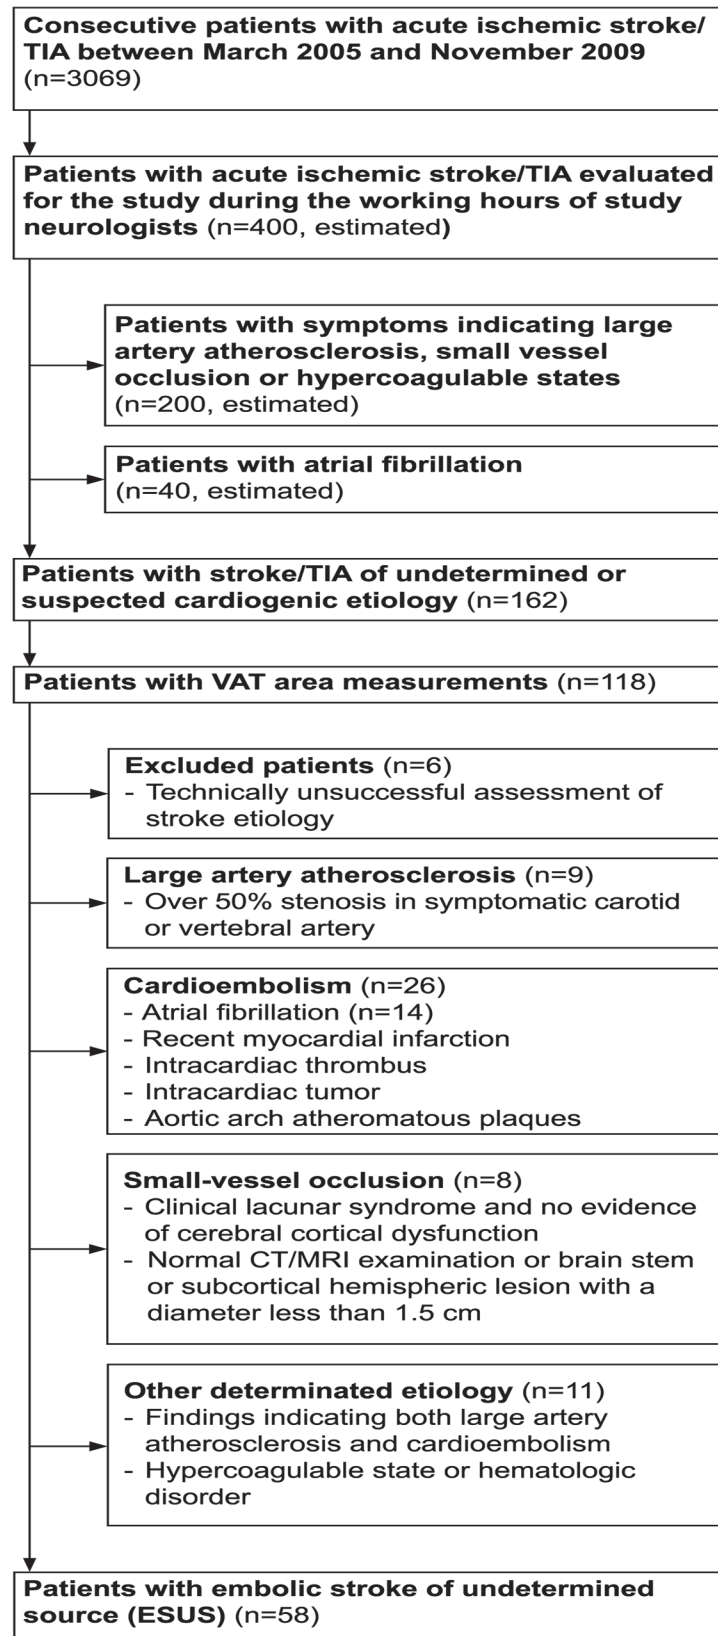 Consecutive patients with acute ischemic stroke/
TIA between March 2005 and November 2009
(n=3069)
Patients with acute ischemic stroke/TIA evaluated
for the study during the working hours of study
neurologists (n=400, estimated)
Patients with symptoms indicating large
artery atherosclerosis, small vessel
occlusion or hypercoagulable states
(n=200, estimated)
Patients with atrial fibrillation
(n=40, estimated)
Patients with stroke/TIA of undetermined or
suspected cardiogenic etiology (n=162)
Patients with VAT area measurements (n=118)
Excluded patients (n=6)
- Technically unsuccessful assessment of
stroke etiology
Large artery atherosclerosis (n=9)
- Over 50% stenosis in symptomatic carotid
or vertebral artery
Cardioembolism (n=26)
- Atrial fibrillation (n=14)
- Recent myocardial infarction
- Intracardiac thrombus
- Intracardiac tumor
- Aortic arch atheromatous plaques
Small-vessel occlusion (n=8)
- Clinical lacunar syndrome and no evidence
of cerebral cortical dysfunction
- Normal CT/MRI examination or brain stem
or subcortical hemispheric lesion with a
diameter less than 1.5 cm
Other determinated etiology (n=11)
- Findings indicating both large artery
atherosclerosis and cardioembolism
- Hypercoagulable state or hematologic
disorder
Patients with embolic stroke of undetermined
source (ESUS) (n=58)